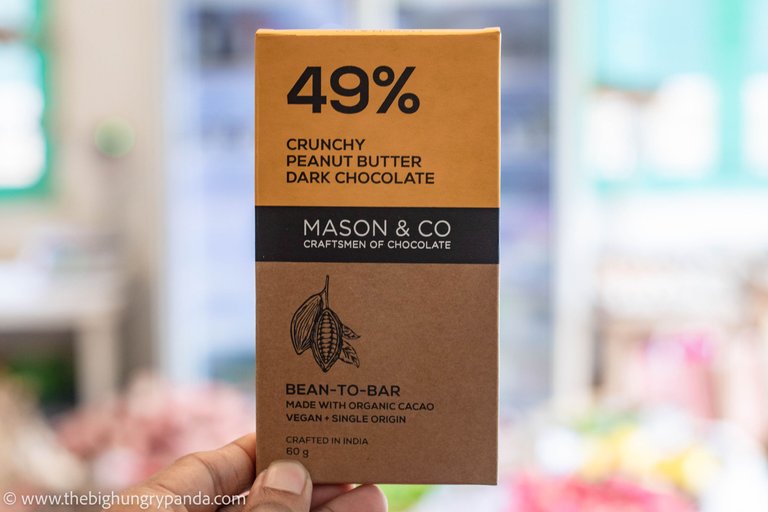 49%
CRUNCHY
PEANUT BUTTER
DARK CHOCOLATE
MASON & CO
CRAFTSMEN OF CHOCOLATE
BEAN-TO-BAR
MADE WITH ORGANIC CACAO
VEGAN + SINGLE ORIGIN
CRAFTED IN INDIA
60 g
© www.thebighungrypanda.com